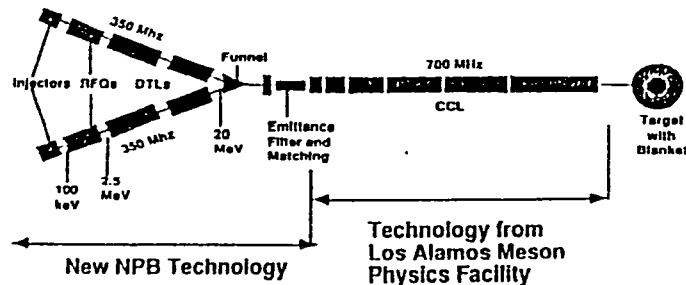 350 Mhz
Funnel
700 MHz
Injectors RFQs DTLs
CCL
350 Mhz
20
MeV
Emittance
Filter and
Matching
Target
with
Blanket
100
keV
2.5
MeV
New NPB Technology
Technology from
Los Alamos Meson
Physics Facility